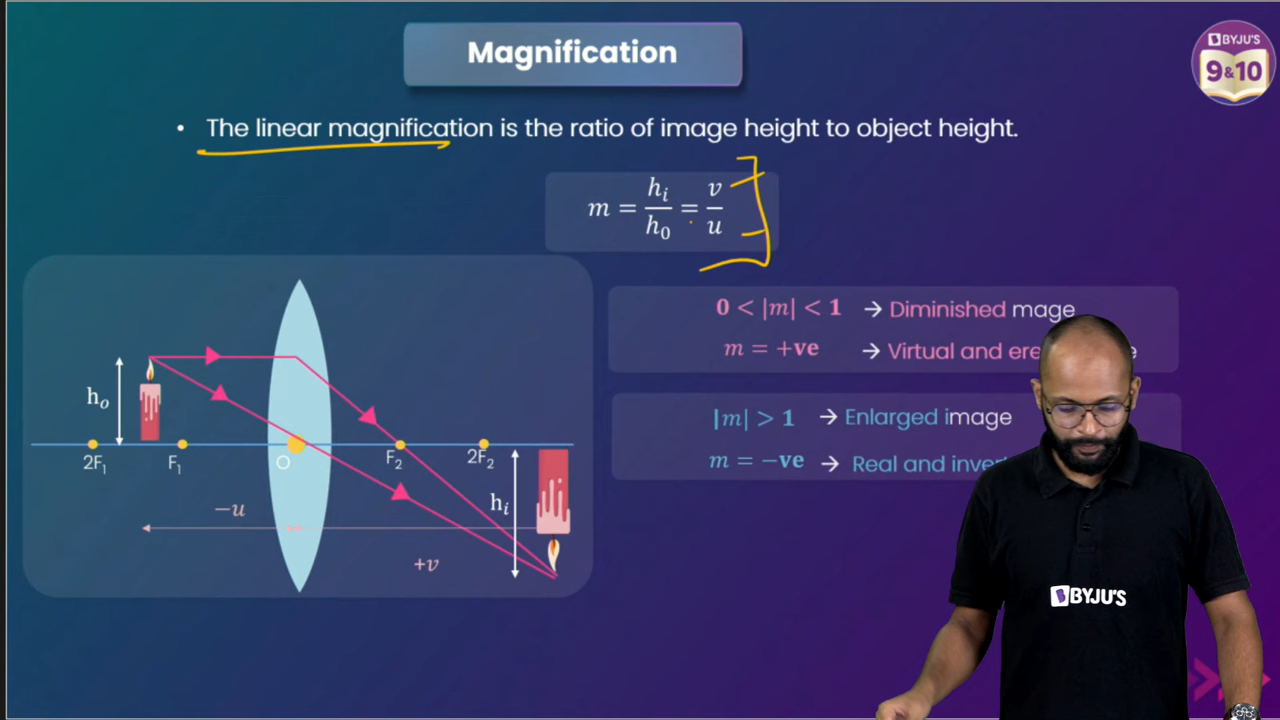 Magnification
BYJU'S
9&10
• The linear magnification is the ratio of image height to object height.
m = hᵢ/h₀ = v/u
0 < |m| < 1 → Diminished mage
m = +ve → Virtual and ere
|m| > 1 → Enlarged image
m = −ve → Real and inver
hₒ
2F₁ F₁ O F₂ 2F₂
hᵢ
−u
+v
BYJU'S